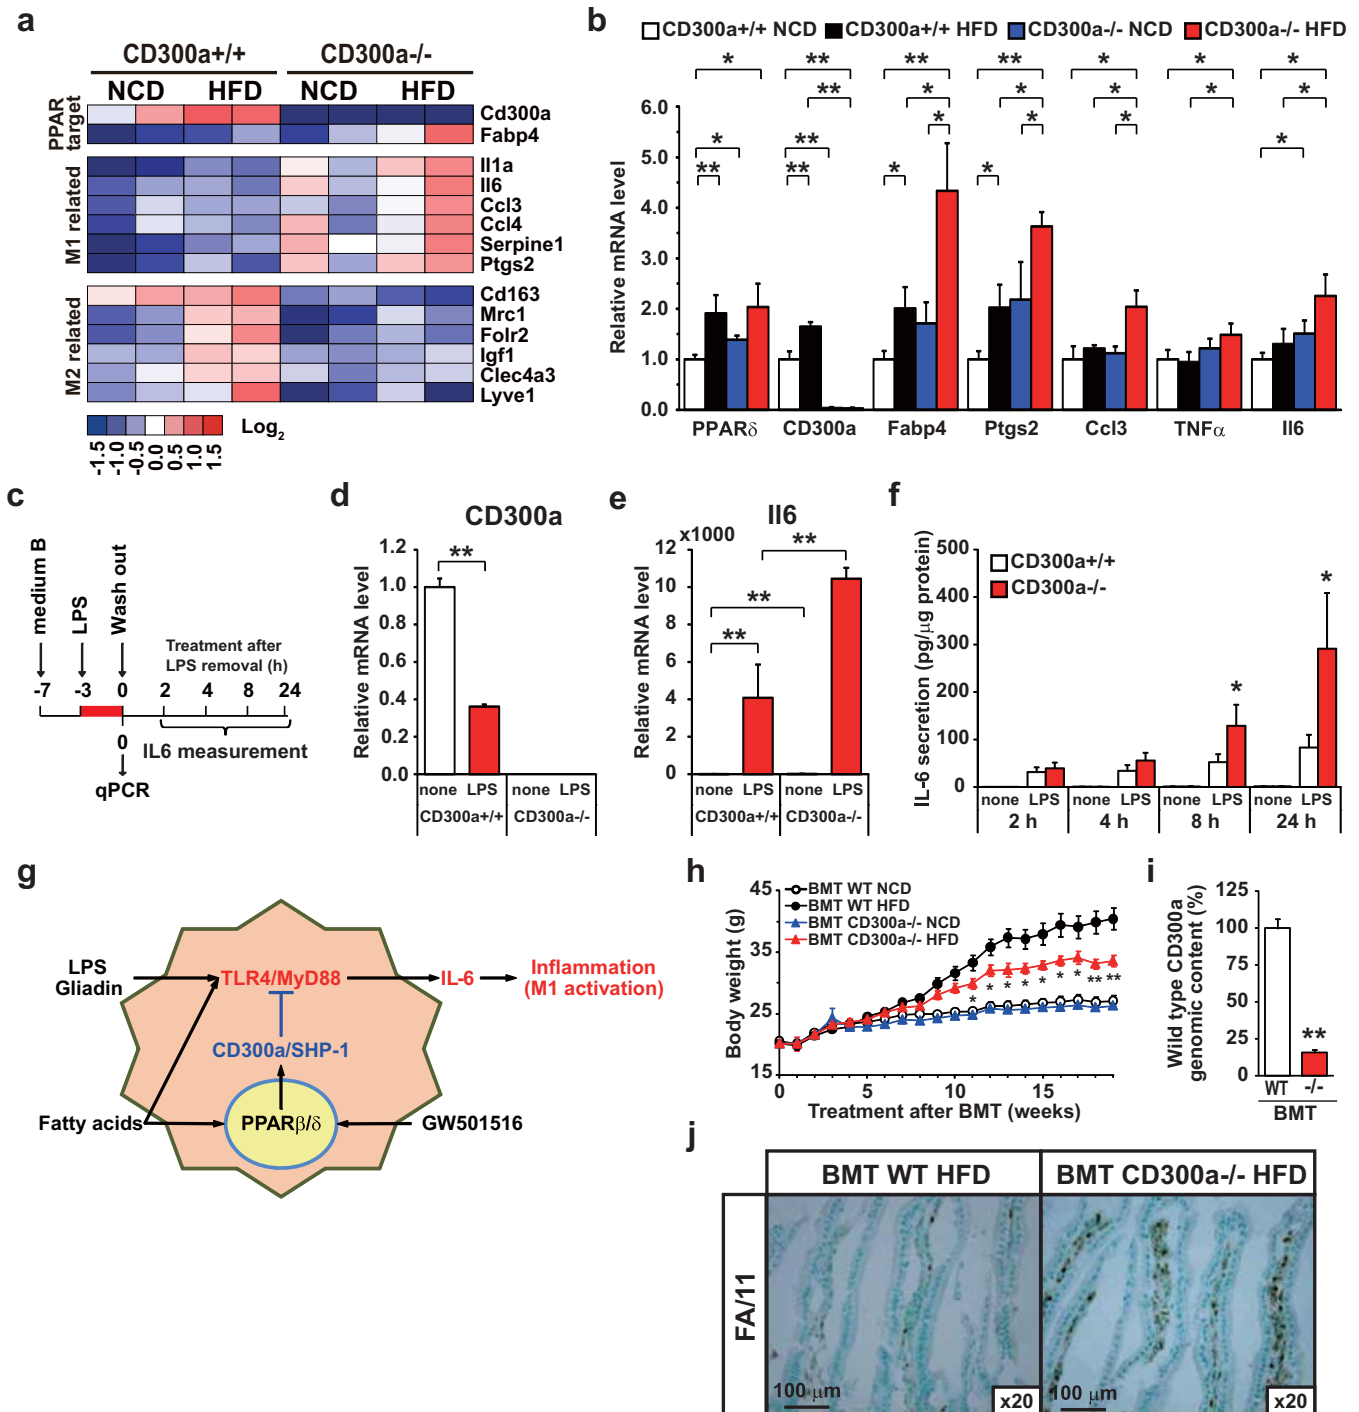 a
CD300a+/+ CD300a-/-
NCD HFD NCD HFD
PPAR target
Cd300a
Fabp4
M1 related
Il1a
Il6
Ccl3
Ccl4
Serpine1
Ptgs2
M2 related
Cd163
Mrc1
Folr2
Igf1
Clec4a3
Lyve1
Log2
-1.5 -1.0 -0.5 0.0 0.5 1.0 1.5
b
CD300a+/+ NCD CD300a+/+ HFD CD300a-/- NCD CD300a-/- HFD
* ** ** ** * * *
** * * * * *
* ** * * * *
** ** * *
Relative mRNA level
6.0
5.0
4.0
3.0
2.0
1.0
0.0
PPARδ CD300a Fabp4 Ptgs2 Ccl3 TNFα Il6
c
medium B
LPS
Wash out
Treatment after
LPS removal (h)
-7 -3 0 2 4 8 24
0 IL6 measurement
qPCR
d
CD300a
Relative mRNA level
1.2
1.0
0.8
0.6
0.4
0.2
0.0
**
none LPS none LPS
CD300a+/+ CD300a-/-
e
Il6
x1000
Relative mRNA level
12
10
8
6
4
2
0
**
**
**
none LPS none LPS
CD300a+/+ CD300a-/-
f
IL-6 secretion (pg/μg protein)
500
400
300
200
100
0
CD300a+/+
CD300a-/-
*
*
none LPS none LPS none LPS none LPS
2 h 4 h 8 h 24 h
g
LPS
Gliadin
TLR4/MyD88
IL-6
Inflammation
(M1 activation)
CD300a/SHP-1
Fatty acids
PPARβ/δ
GW501516
h
Body weight (g)
45
35
25
15
BMT WT NCD
BMT WT HFD
BMT CD300a-/- NCD
BMT CD300a-/- HFD
* * * * * * * ** **
0 5 10 15
Treatment after BMT (weeks)
i
Wild type CD300a
genomic content (%)
125
100
75
50
25
0
**
WT -/-
BMT
j
BMT WT HFD BMT CD300a-/- HFD
FA/11
100 μm x20
100 μm x20